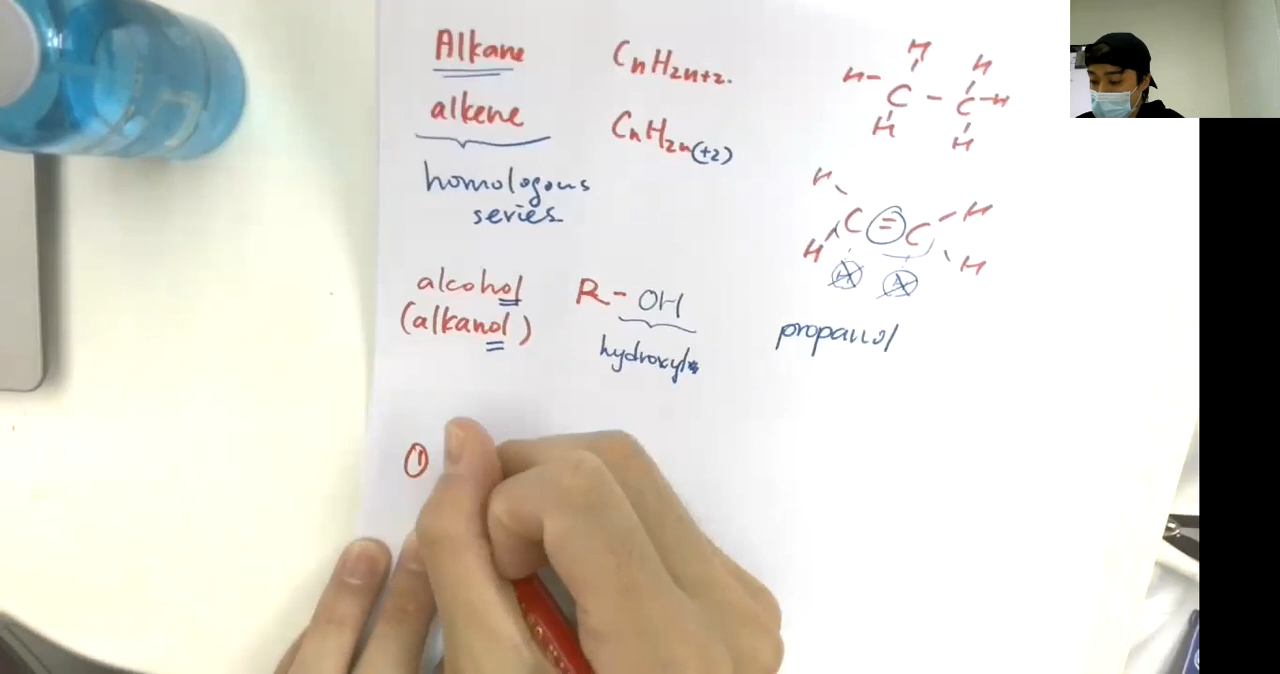 Alkane CnH2n+2.
alkene CnH2n(+2)
homologous
series
H
H- C - C -H
H H
H
H
H C = C H
H H
H H
alcohol R-OH
(alkanol) hydroxyl
propanol
①